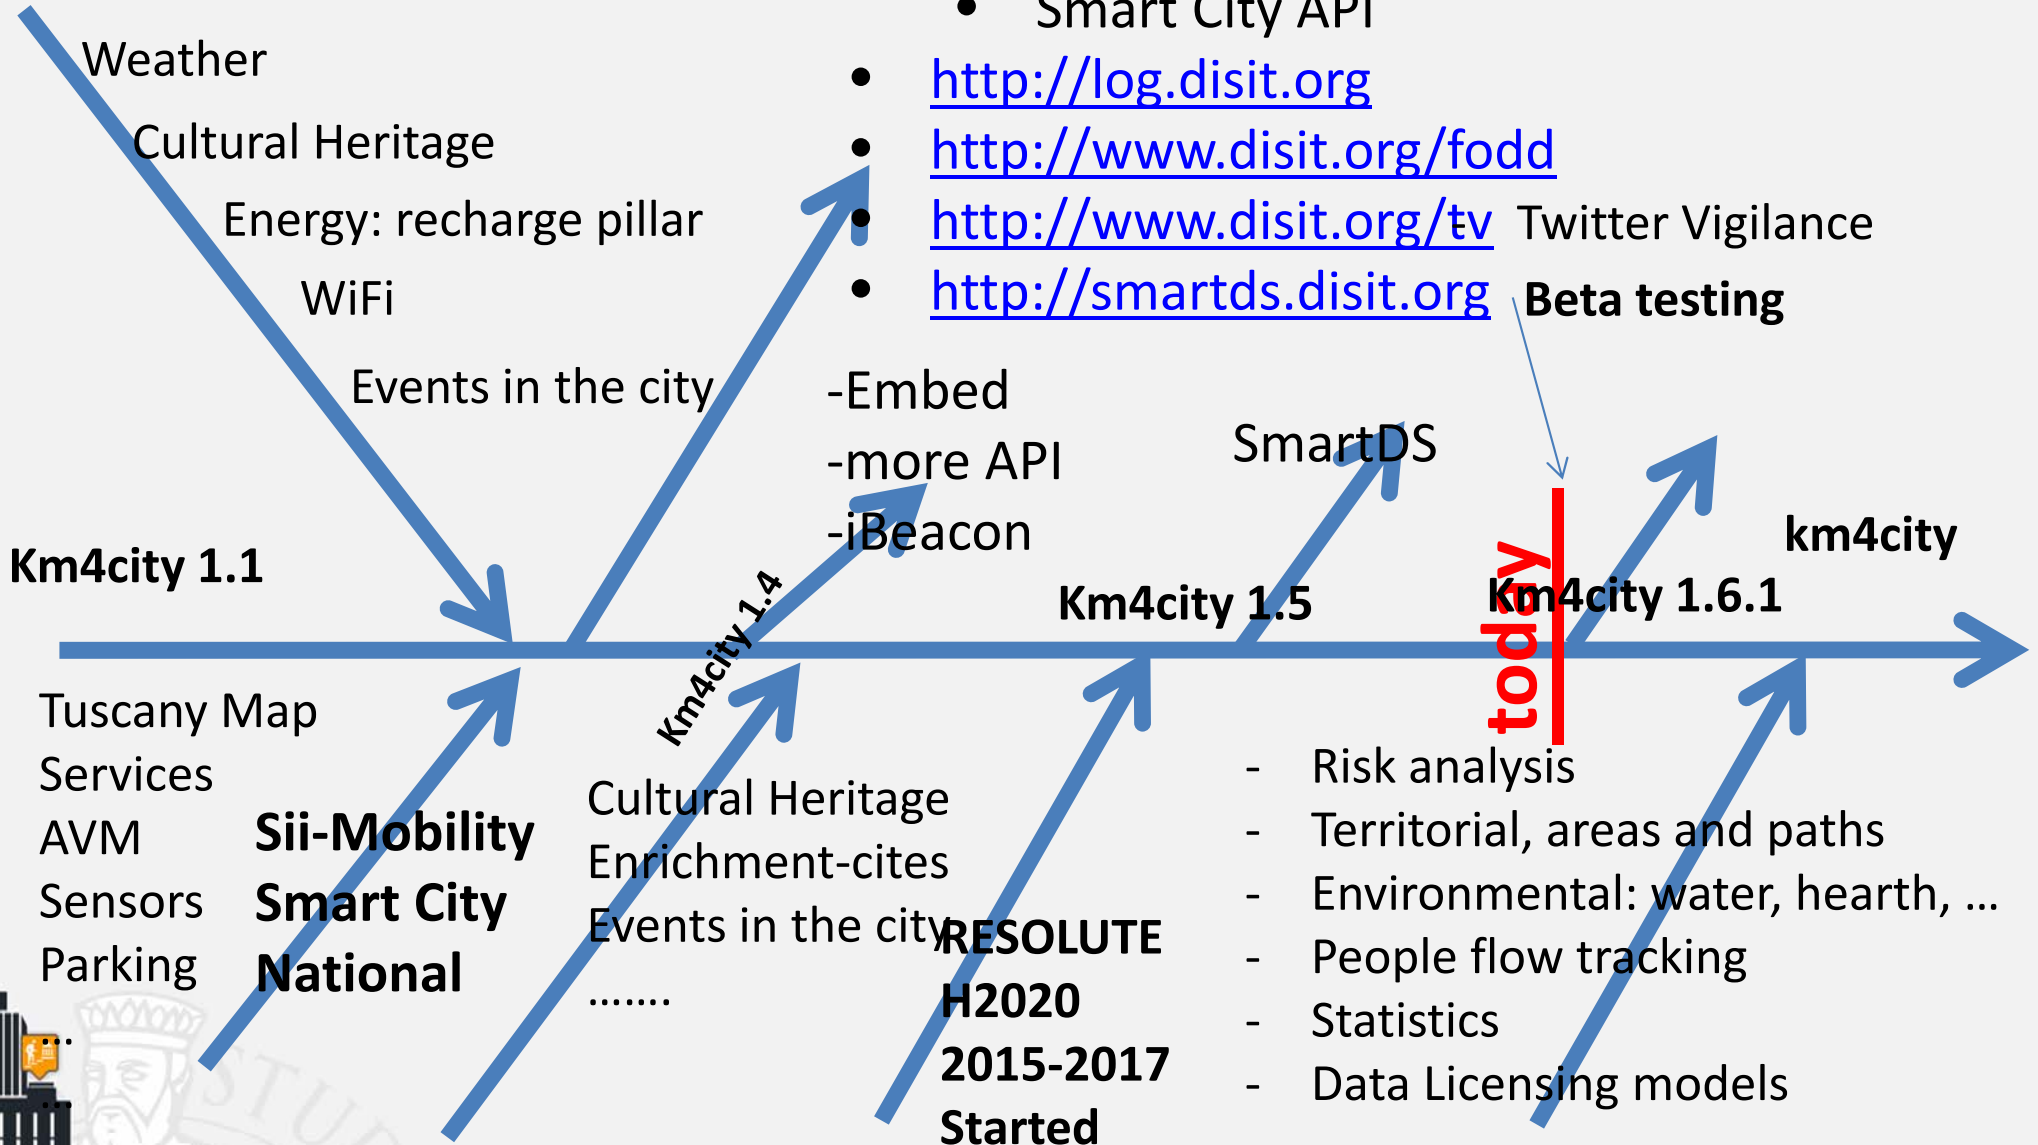 • Smart City API
Weather
• http://log.disit.org
Cultural Heritage
• http://www.disit.org/fodd
Energy: recharge pillar
• http://www.disit.org/tv
- Twitter Vigilance
WiFi
• http://smartds.disit.org
Beta testing
Events in the city
-Embed
-more API
-iBeacon
SmartDS
km4city
Km4city 1.1
Km4city 1.4
Km4city 1.5
today
Km4city 1.6.1
Tuscany Map
Services
AVM
Sensors
Parking
...
...
Sii-Mobility
Smart City
National
Cultural Heritage
Enrichment-cites
Events in the city
.......
RESOLUTE
H2020
2015-2017
Started
- Risk analysis
- Territorial, areas and paths
- Environmental: water, hearth, ...
- People flow tracking
- Statistics
- Data Licensing models